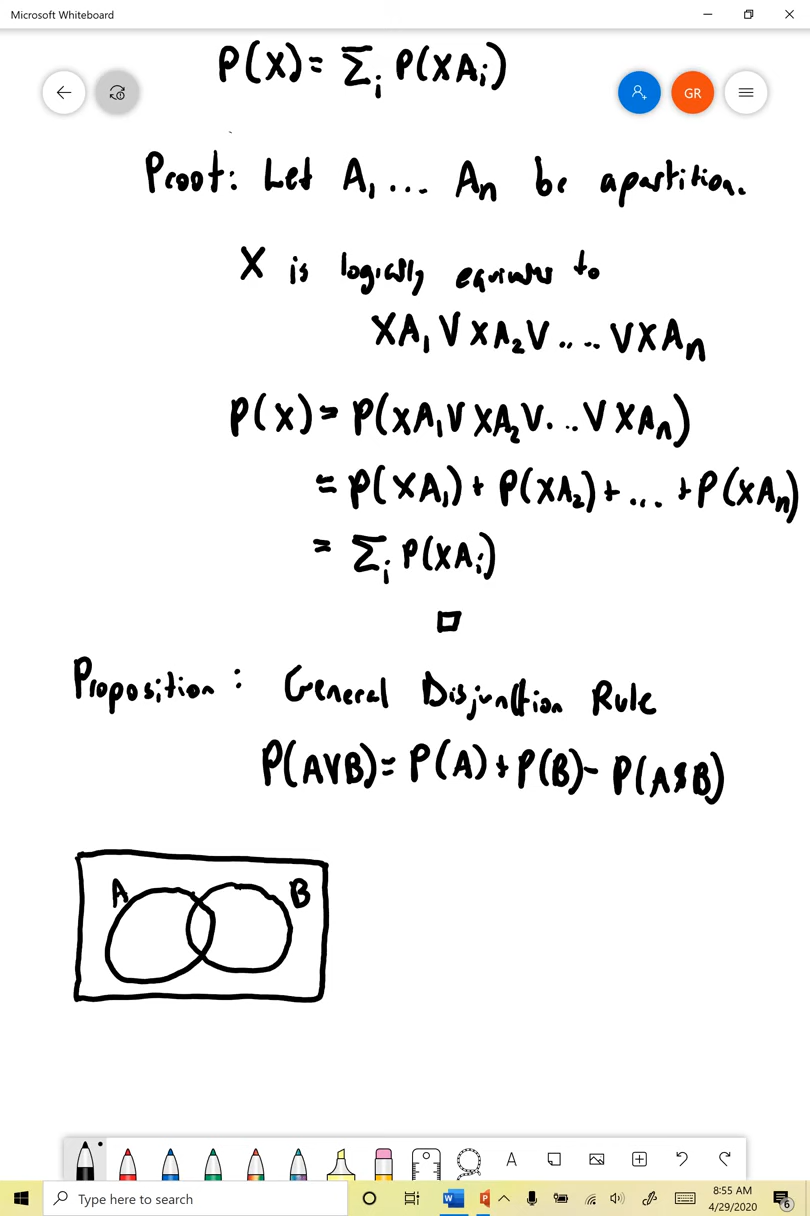 Microsoft Whiteboard
P(X) = Σᵢ P(XAᵢ)
GR
Proof: Let A₁ ... Aₙ be a partition.
X is logically to
XA₁ V XA₂ V .... V XAₙ
P(X) = P(XA₁ V XA₂ V ... V XAₙ)
= P(XA₁) + P(XA₂) + ... + P(XAₙ)
= Σᵢ P(XAᵢ)
□
Proposition: General Disjunction Rule
P(AVB) = P(A) + P(B) - P(A&B)
A B
A
Type here to search
W P
8:55 AM
4/29/2020
6